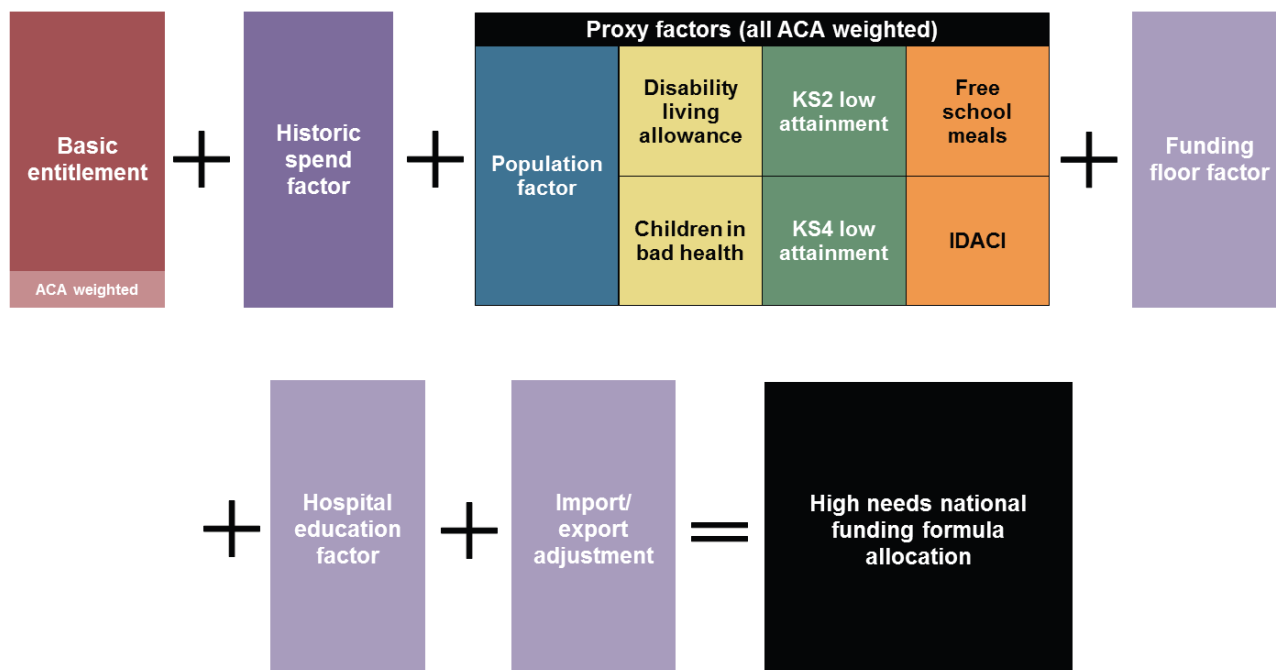 Basic
entitlement
ACA weighted
+
Historic
spend
factor
+
Proxy factors (all ACA weighted)
Population
factor
Disability
living
allowance
KS2 low
attainment
Free
school
meals
Children in
bad health
KS4 low
attainment
IDACI
+
Funding
floor factor
+
Hospital
education
factor
+
Import/
export
adjustment
=
High needs national
funding formula
allocation